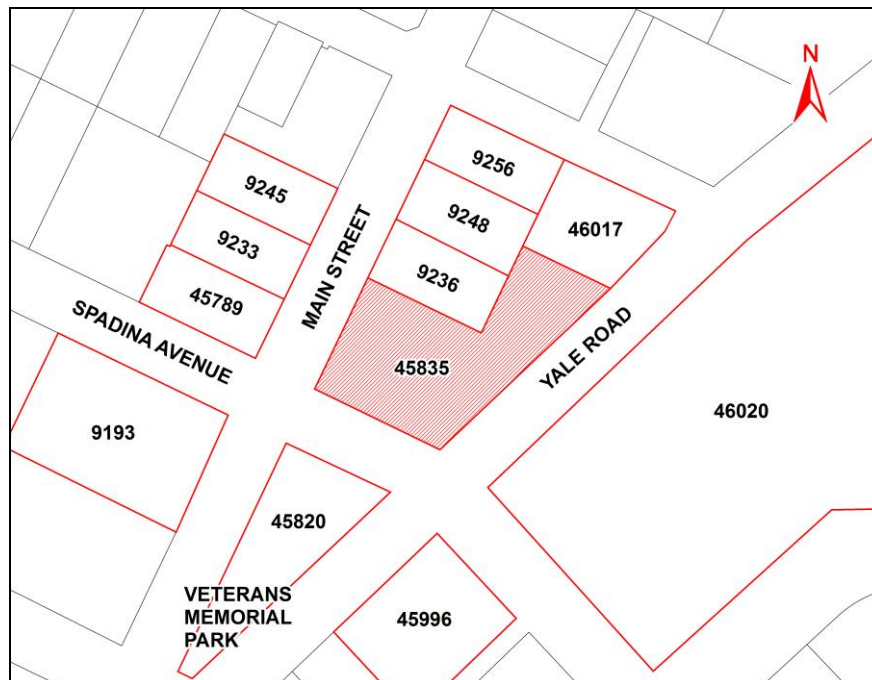 N
9256
9245
9248
46017
MAIN STREET
9233
9236
45789
SPADINA AVENUE
45835
YALE ROAD
46020
9193
45820
VETERANS
MEMORIAL
PARK
45996